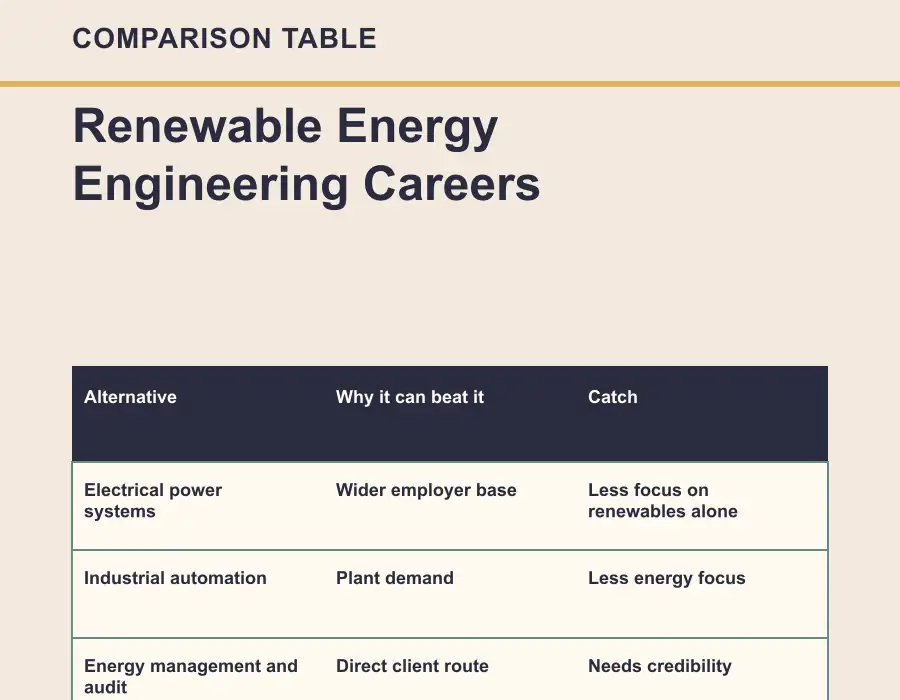 COMPARISON TABLE
Renewable Energy
Engineering Careers
Alternative
Why it can beat it
Catch
Electrical power
systems
Wider employer base
Less focus on
renewables alone
Industrial automation
Plant demand
Less energy focus
Energy management and
audit
Direct client route
Needs credibility